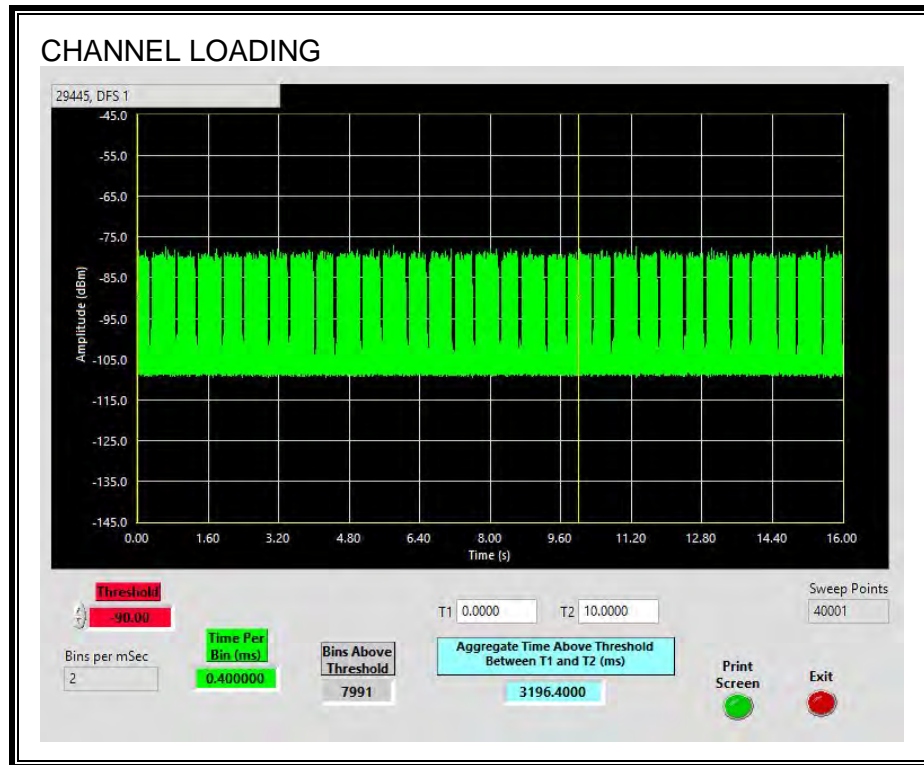 CHANNEL LOADING
29445, DFS 1
-45.0
-55.0
-65.0
-75.0
-85.0
-95.0
-105.0
-115.0
-125.0
-135.0
-145.0
Amplitude (dBm)
0.00 1.60 3.20 4.80 6.40 8.00 9.60 11.20 12.80 14.40 16.00
Time (s)
Threshold
-90.00
Bins per mSec
2
Time Per
Bin (ms)
0.400000
Bins Above
Threshold
7991
T1 0.0000 T2 10.0000
Aggregate Time Above Threshold
Between T1 and T2 (ms)
3196.4000
Sweep Points
40001
Print
Screen
Exit